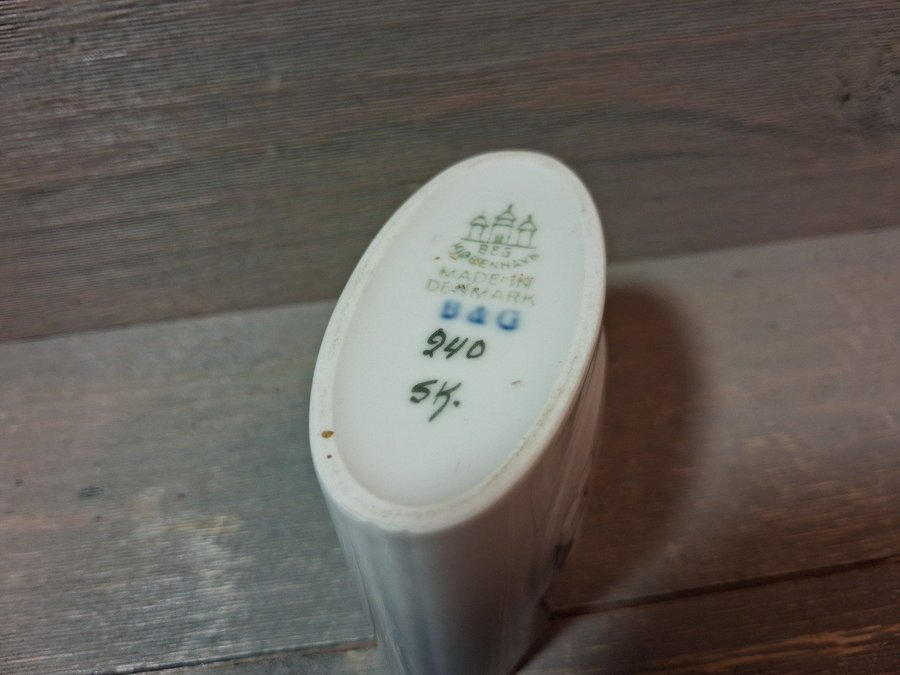 B&G
KØBENHAVN
MADE IN
DENMARK
B&G
240
SK.